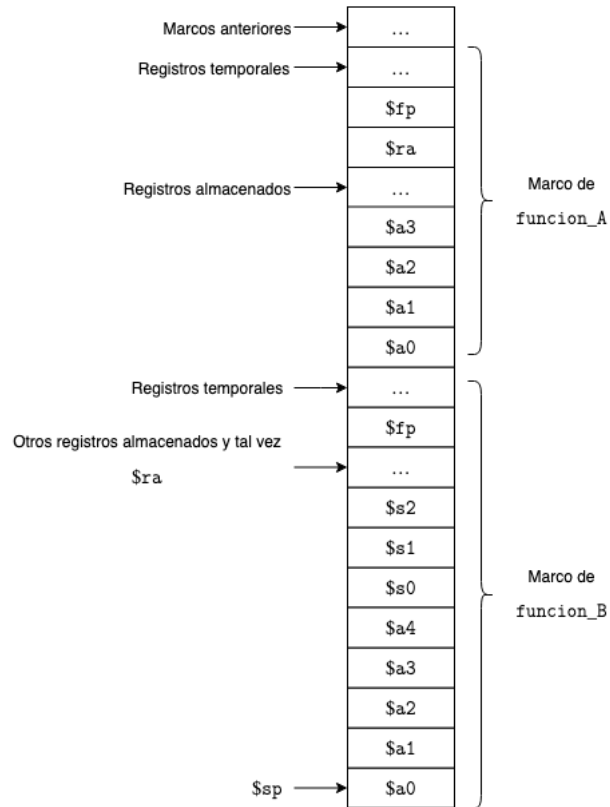 Marcos anteriores ...
Registros temporales ...
$fp
$ra
Registros almacenados ...
$a3
$a2
$a1
$a0
Marco de
funcion_A
Registros temporales ...
$fp
Otros registros almacenados y tal vez
$ra ...
$s2
$s1
$s0
$a4
$a3
$a2
$a1
$sp $a0
Marco de
funcion_B